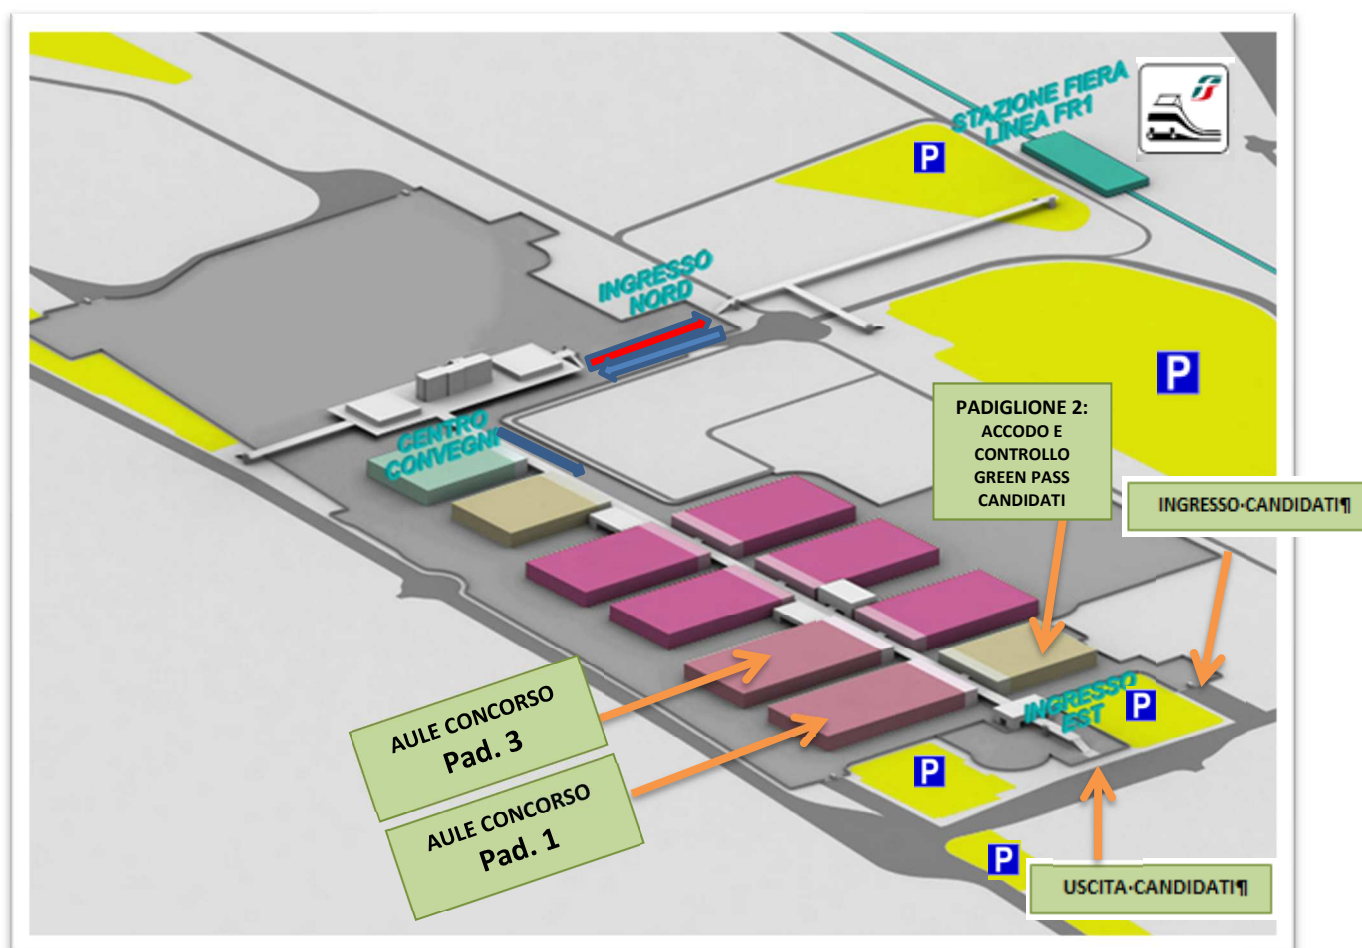 STAZIONE FIERA
LINEA FR1
P
INGRESSO
NORD
P
PADIGLIONE 2:
ACCODO E
CONTROLLO
GREEN PASS
CANDIDATI
INGRESSO·CANDIDATI¶
CENTRO
CONVEGNI
INGRESSO
EST
P
AULE CONCORSO
Pad. 3
P
AULE CONCORSO
Pad. 1
P
USCITA·CANDIDATI¶